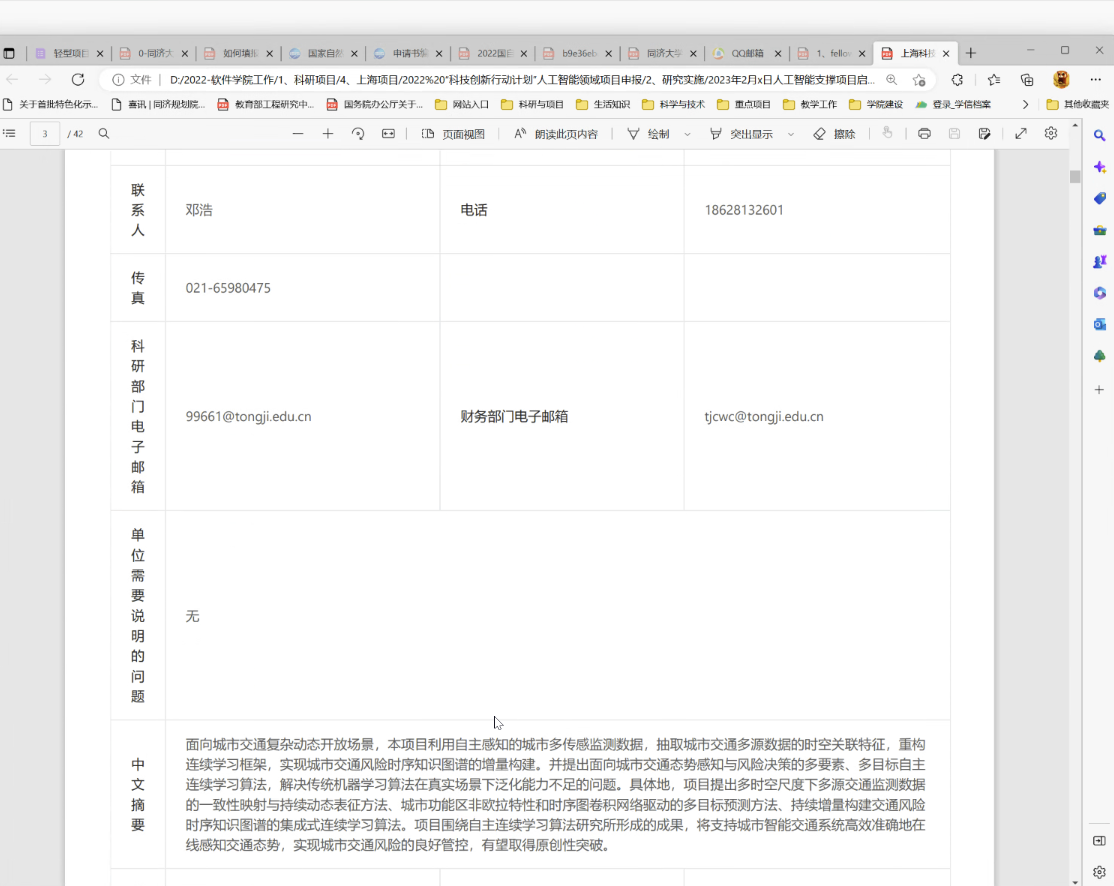 轻型项目
0-同济大
如何填报
国家自然
申请书编
2022国自
b9e36eb
同济大学
QQ邮箱
1、fellow
上海科技
文件 | D:/2022-软件学院工作/1、科研项目/4、上海项目/2022%20"科技创新行动计划"人工智能领域项目申报/2、研究实施/2023年2月x日人工智能支撑项目启...
关于首批特色化示...
喜讯 | 同济规划院...
教育部工程研究中...
国务院办公厅关于...
网站入口
科研与项目
生活知识
科学与技术
重点项目
教学工作
学院建设
登录_学信档案
其他收藏夹
3 / 42
页面视图
朗读此页内容
绘制
突出显示
擦除
联系人 邓浩 电话 18628132601
传真 021-65980475
科研部门电子邮箱 99661@tongji.edu.cn 财务部门电子邮箱 tjcwc@tongji.edu.cn
单位需要说明的问题 无
中文摘要
面向城市交通复杂动态开放场景，本项目利用自主感知的城市多传感监测数据，抽取城市交通多源数据的时空关联特征，重构
连续学习框架，实现城市交通风险时序知识图谱的增量构建。并提出面向城市交通态势感知与风险决策的多要素、多目标自主
连续学习算法，解决传统机器学习算法在真实场景下泛化能力不足的问题。具体地，项目提出多时空尺度下多源交通监测数据
的一致性映射与持续动态表征方法、城市功能区非欧拉特性和时序图卷积网络驱动的多目标预测方法、持续增量构建交通风险
时序知识图谱的集成式连续学习算法。项目围绕自主连续学习算法研究所形成的成果，将支持城市智能交通系统高效准确地在
线感知交通态势，实现城市交通风险的良好管控，有望取得原创性突破。